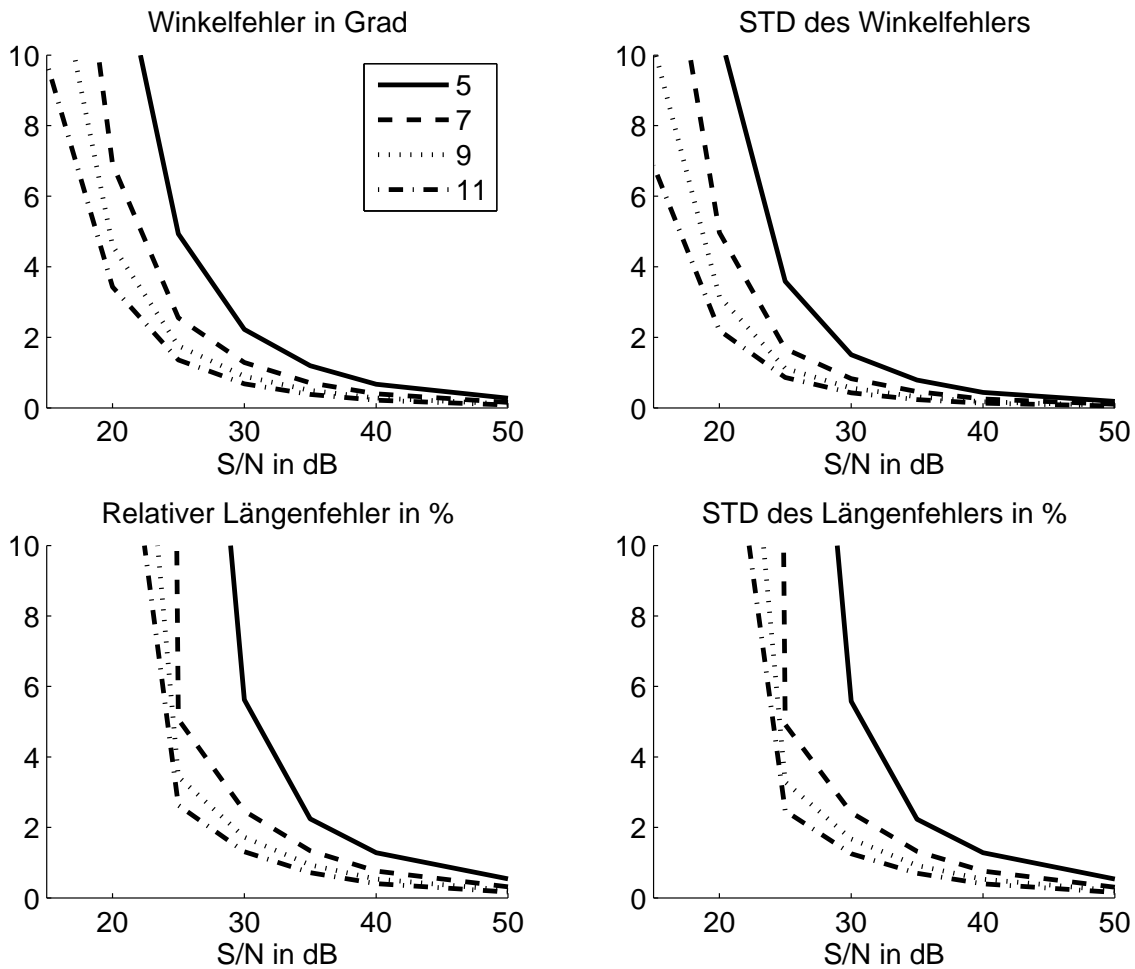 Winkelfehler in Grad
10
8
6
4
2
0
20 30 40 50
S/N in dB
5
7
9
11
STD des Winkelfehlers
10
8
6
4
2
0
20 30 40 50
S/N in dB
Relativer Längenfehler in %
10
8
6
4
2
0
20 30 40 50
S/N in dB
STD des Längenfehlers in %
10
8
6
4
2
0
20 30 40 50
S/N in dB